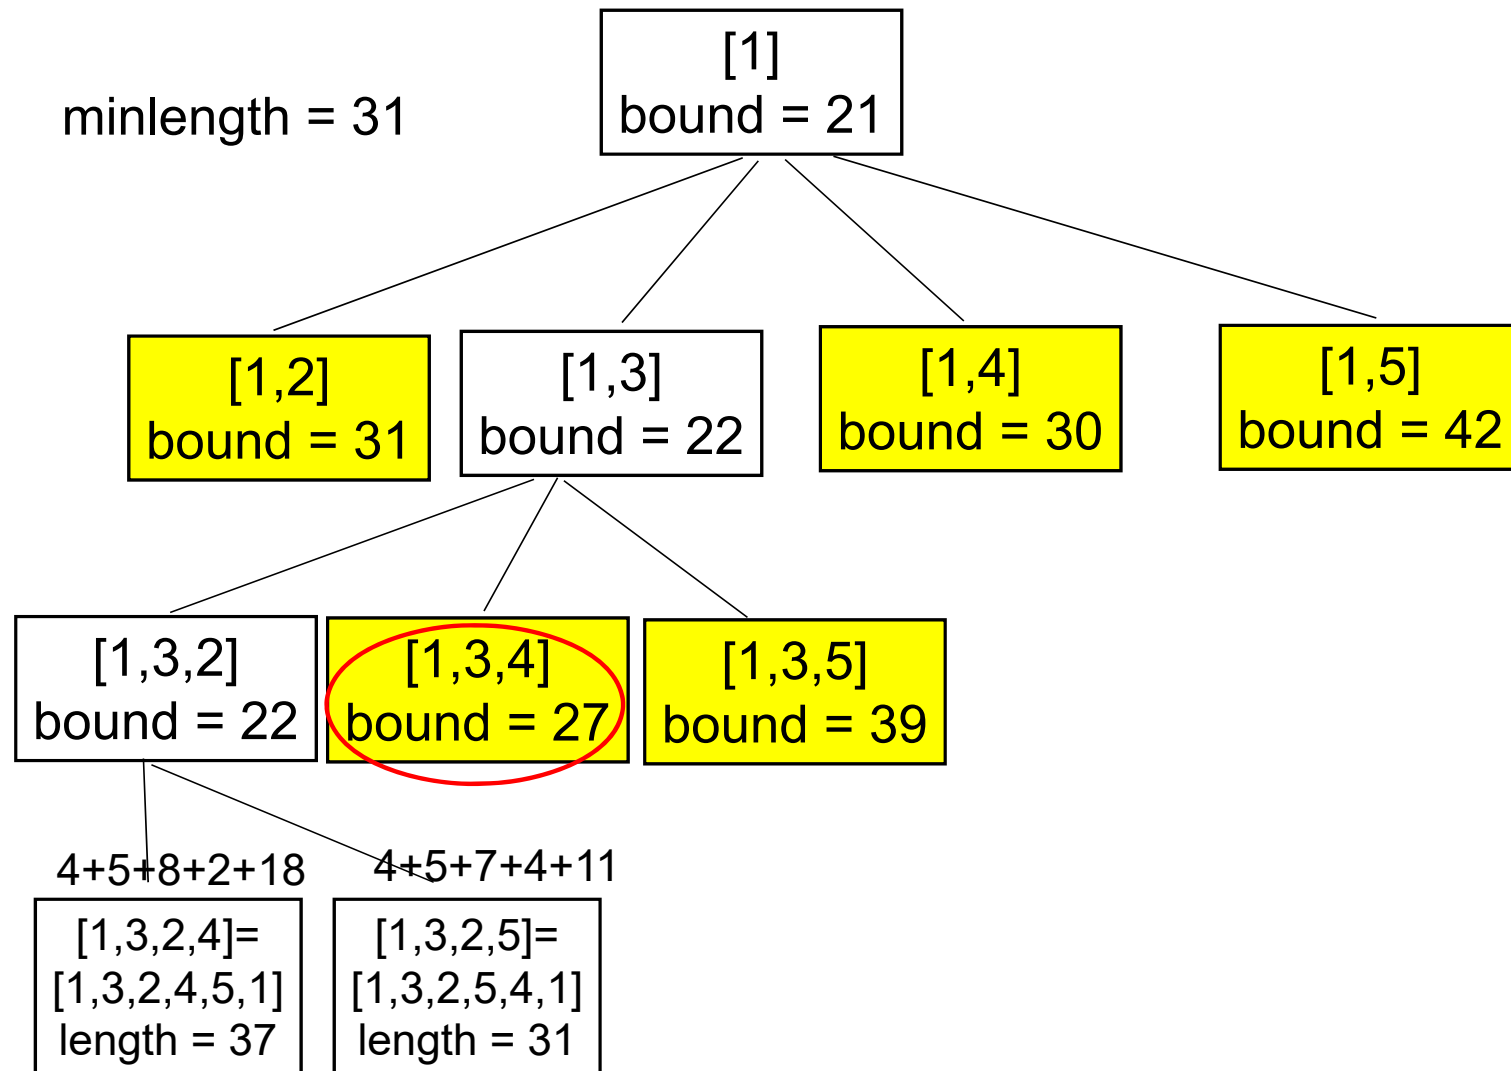 [1]
bound = 21
minlength = 31
[1,2]
bound = 31
[1,3]
bound = 22
[1,4]
bound = 30
[1,5]
bound = 42
[1,3,2]
bound = 22
[1,3,4]
bound = 27
[1,3,5]
bound = 39
4+5+8+2+18
4+5+7+4+11
[1,3,2,4]=
[1,3,2,4,5,1]
length = 37
[1,3,2,5]=
[1,3,2,5,4,1]
length = 31